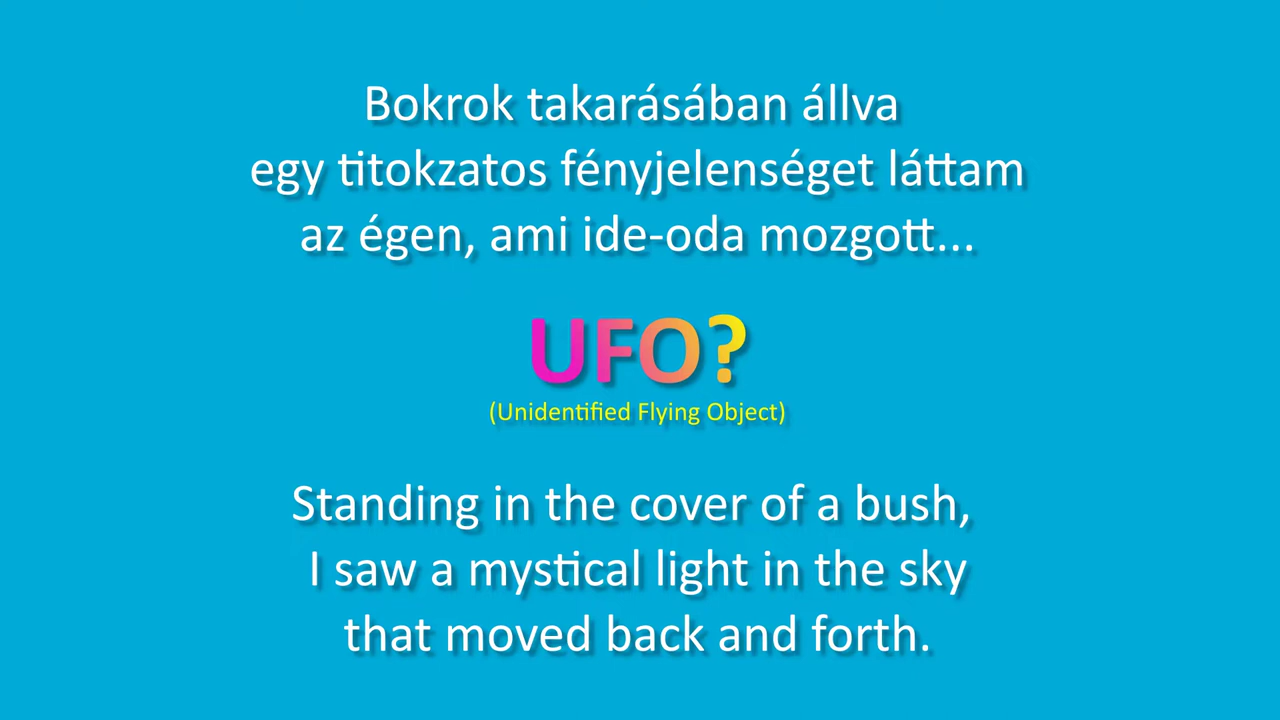 Bokrok takarásában állva
egy titokzatos fényjelenséget láttam
az égen, ami ide-oda mozgott...
UFO?
(Unidentified Flying Object)
Standing in the cover of a bush,
I saw a mystical light in the sky
that moved back and forth.